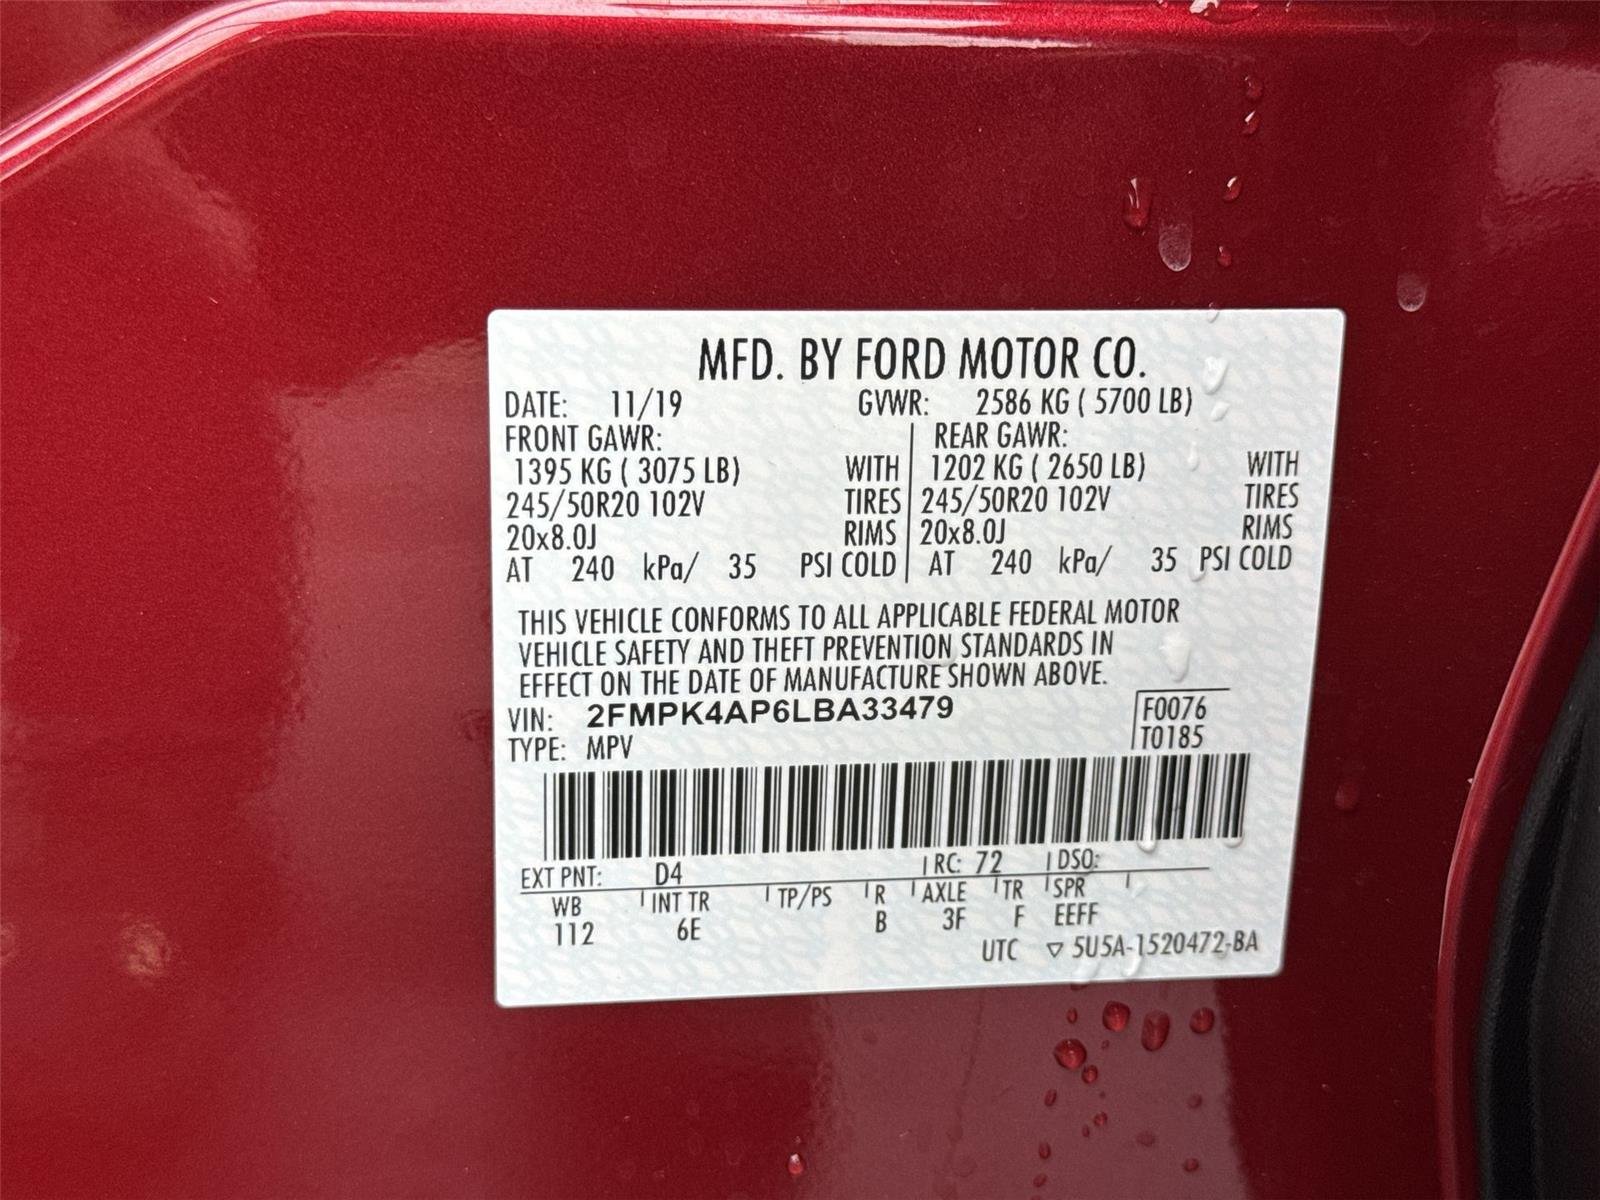 MFD. BY FORD MOTOR CO.
DATE: 11/19 GVWR: 2586 KG ( 5700 LB)
FRONT GAWR: REAR GAWR:
1395 KG ( 3075 LB) WITH 1202 KG ( 2650 LB) WITH
245/50R20 102V TIRES 245/50R20 102V TIRES
20x8.0J RIMS 20x8.0J RIMS
AT 240 kPa/ 35 PSI COLD AT 240 kPa/ 35 PSI COLD
THIS VEHICLE CONFORMS TO ALL APPLICABLE FEDERAL MOTOR
VEHICLE SAFETY AND THEFT PREVENTION STANDARDS IN
EFFECT ON THE DATE OF MANUFACTURE SHOWN ABOVE.
VIN: 2FMPK4AP6LBA33479 F0076
TYPE: MPV T0185
EXT PNT: D4 RC: 72 DSO:
WB INT TR TP/PS R AXLE TR SPR
112 6E B 3F F EEFF
UTC ▽ 5U5A-1520472-BA